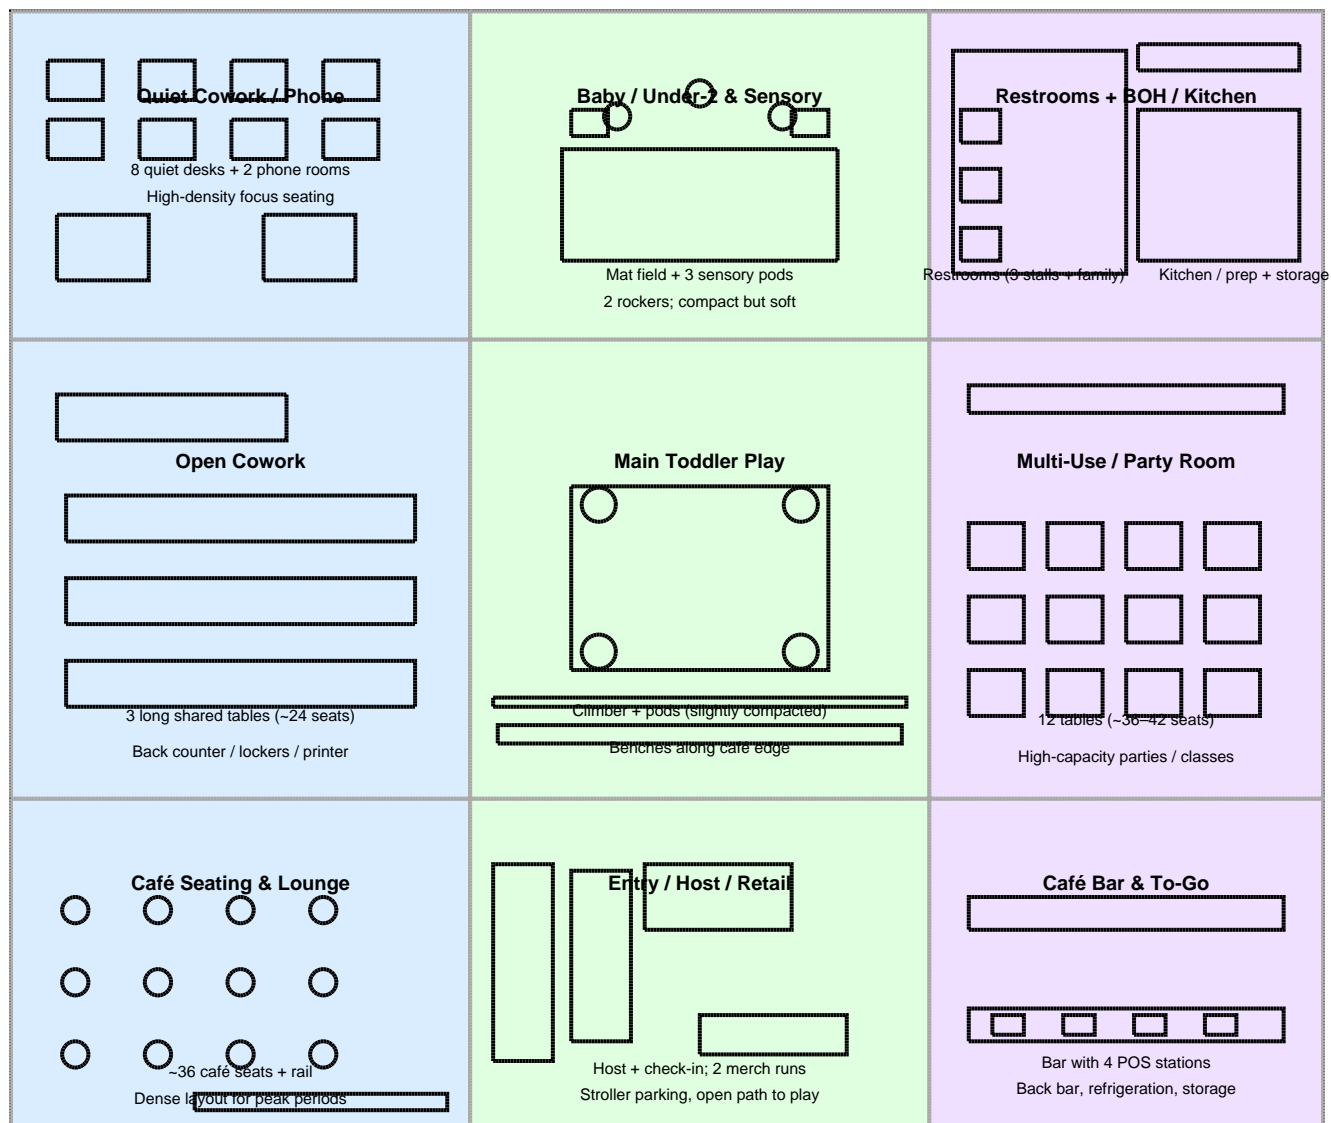 Quiet Cowork / Phone
8 quiet desks + 2 phone rooms
High-density focus seating
Baby / Under-2 & Sensory
Mat field + 3 sensory pods
2 rockers; compact but soft
Restrooms + BOH / Kitchen
Restrooms (3 stalls + family)
Kitchen / prep + storage
Open Cowork
3 long shared tables (~24 seats)
Back counter / lockers / printer
Main Toddler Play
Climber + pods (slightly compacted)
Benches along café edge
Multi-Use / Party Room
12 tables (~36–42 seats)
High-capacity parties / classes
Café Seating & Lounge
~36 café seats + rail
Dense layout for peak periods
Entry / Host / Retail
Host + check-in; 2 merch runs
Stroller parking, open path to play
Café Bar & To-Go
Bar with 4 POS stations
Back bar, refrigeration, storage